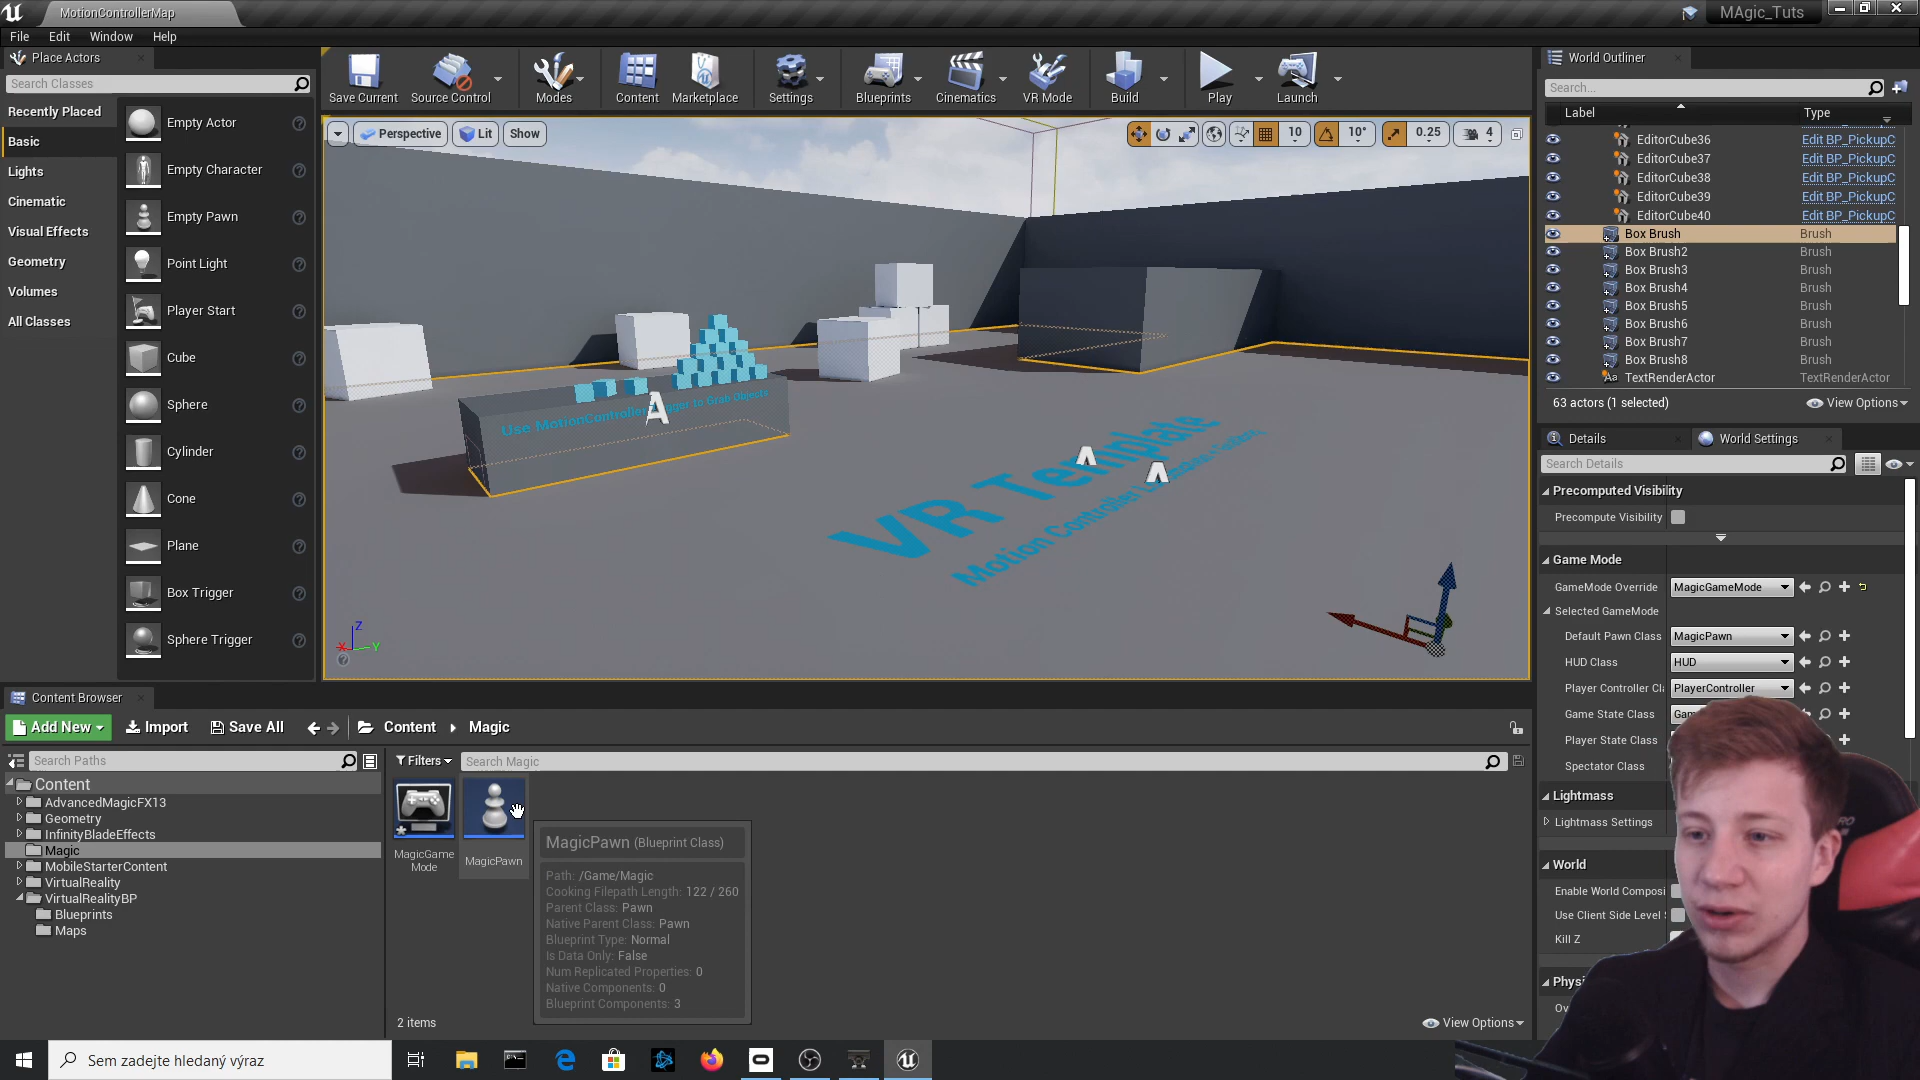 MotionControllerMap
MAgic_Tuts
File Edit Window Help
Place Actors
Search Classes
Recently Placed
Basic
Lights
Cinematic
Visual Effects
Geometry
Volumes
All Classes
Empty Actor
Empty Character
Empty Pawn
Point Light
Player Start
Cube
Sphere
Cylinder
Cone
Plane
Box Trigger
Sphere Trigger
Save Current
Source Control
Modes
Content
Marketplace
Settings
Blueprints
Cinematics
VR Mode
Build
Play
Launch
Perspective Lit Show
10 10° 0.25 4
Use MotionController to Grab Objects
VR Template
Motion Controller
Z
X Y
World Outliner
Search...
Label Type
EditorCube36 Edit BP_PickupC
EditorCube37 Edit BP_PickupC
EditorCube38 Edit BP_PickupC
EditorCube39 Edit BP_PickupC
EditorCube40 Edit BP_PickupC
Box Brush Brush
Box Brush2 Brush
Box Brush3 Brush
Box Brush4 Brush
Box Brush5 Brush
Box Brush6 Brush
Box Brush7 Brush
Box Brush8 Brush
TextRenderActor TextRenderActor
63 actors (1 selected) View Options
Details World Settings
Search Details
Precomputed Visibility
Precompute Visibility
Game Mode
GameMode Override MagicGameMode
Selected GameMode
Default Pawn Class MagicPawn
HUD Class HUD
Player Controller Cl PlayerController
Game State Class Gam
Player State Class
Spectator Class
Lightmass
Lightmass Settings
World
Enable World Composi
Use Client Side Level S
Kill Z
Physi
Ov
Content Browser
Add New Import Save All Content Magic
Search Paths
Filters Search Magic
Content
AdvancedMagicFX13
Geometry
InfinityBladeEffects
Magic
MobileStarterContent
VirtualReality
VirtualRealityBP
Blueprints
Maps
MagicGame
Mode
MagicPawn
MagicPawn (Blueprint Class)
Path: /Game/Magic
Cooking Filepath Length: 122 / 260
Parent Class: Pawn
Native Parent Class: Pawn
Blueprint Type: Normal
Is Data Only: False
Num Replicated Properties: 0
Native Components: 0
Blueprint Components: 3
2 items
View Options
Sem zadejte hledaný výraz